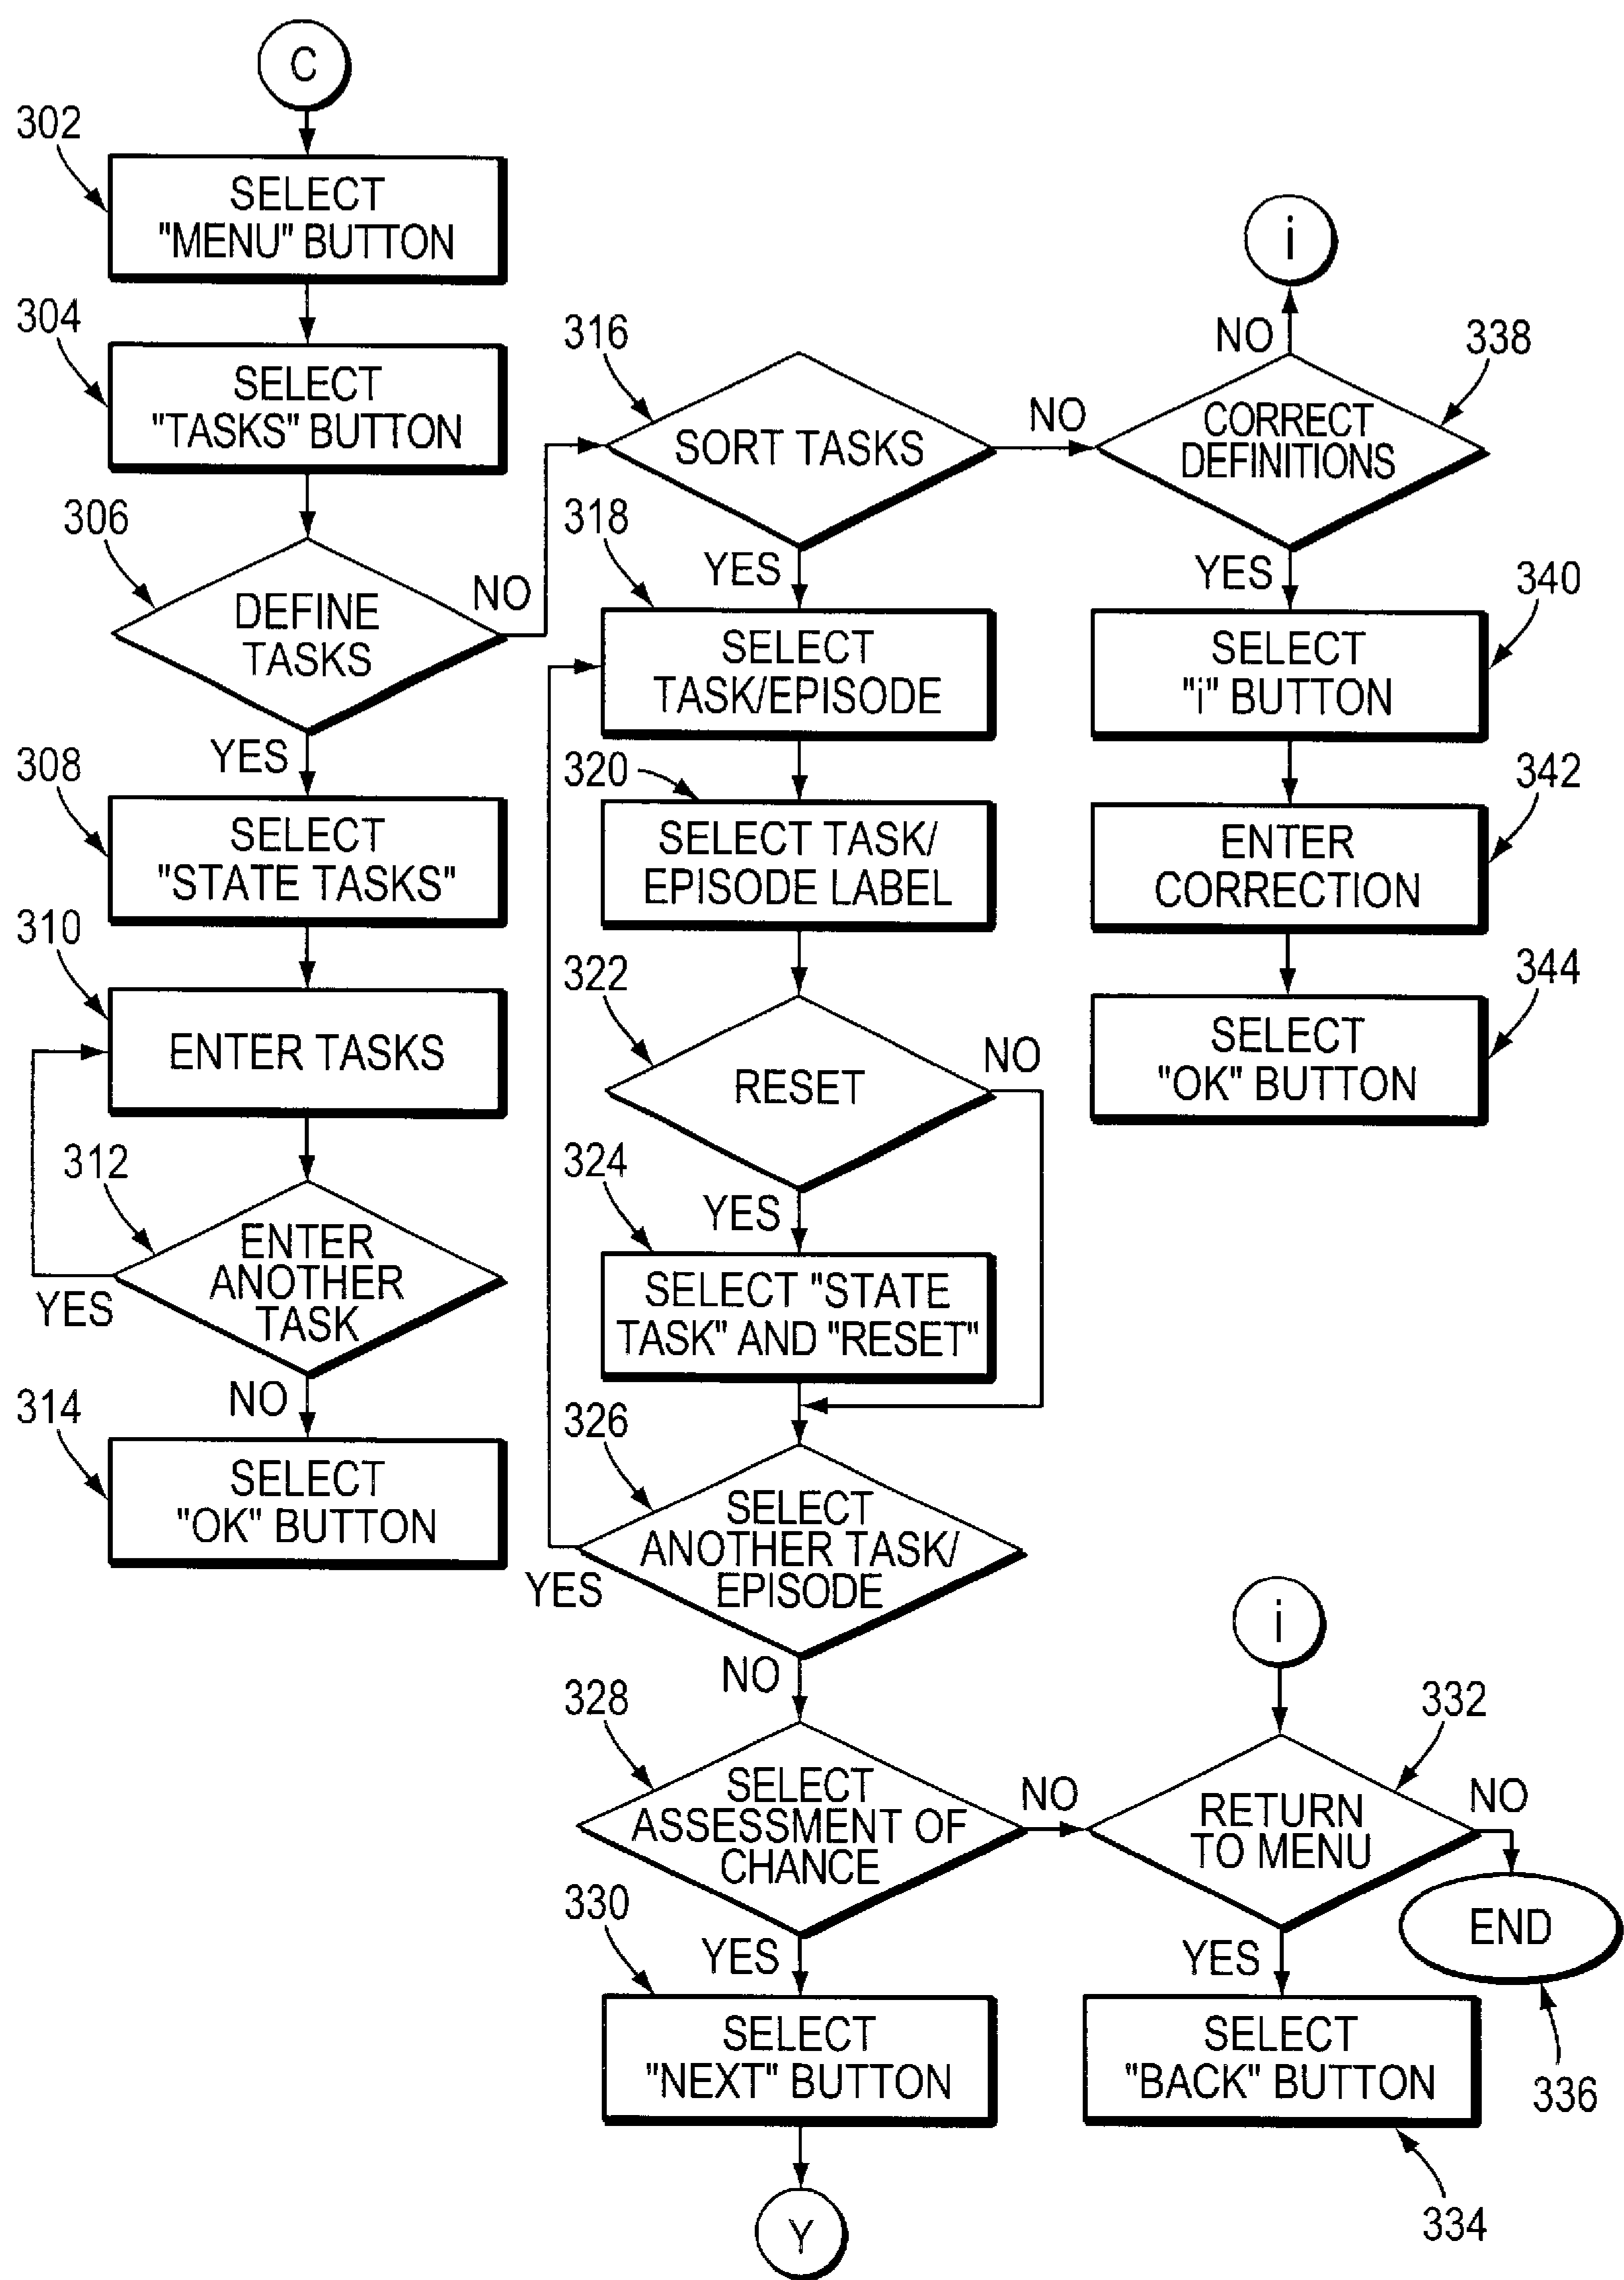 C
302
SELECT
"MENU" BUTTON
304
SELECT
"TASKS" BUTTON
306
DEFINE
TASKS
NO
YES
308
SELECT
"STATE TASKS"
310
ENTER TASKS
312
ENTER
ANOTHER
TASK
YES
NO
314
SELECT
"OK" BUTTON
316
SORT TASKS
NO
YES
318
SELECT
TASK/EPISODE
320
SELECT TASK/
EPISODE LABEL
322
RESET
NO
YES
324
SELECT "STATE
TASK" AND "RESET"
326
SELECT
ANOTHER TASK/
EPISODE
YES
NO
328
SELECT
ASSESSMENT OF
CHANCE
NO
YES
330
SELECT
"NEXT" BUTTON
Y
i
NO
338
CORRECT
DEFINITIONS
YES
340
SELECT
"i" BUTTON
342
ENTER
CORRECTION
344
SELECT
"OK" BUTTON
i
332
RETURN
TO MENU
NO
END
336
YES
SELECT
"BACK" BUTTON
334